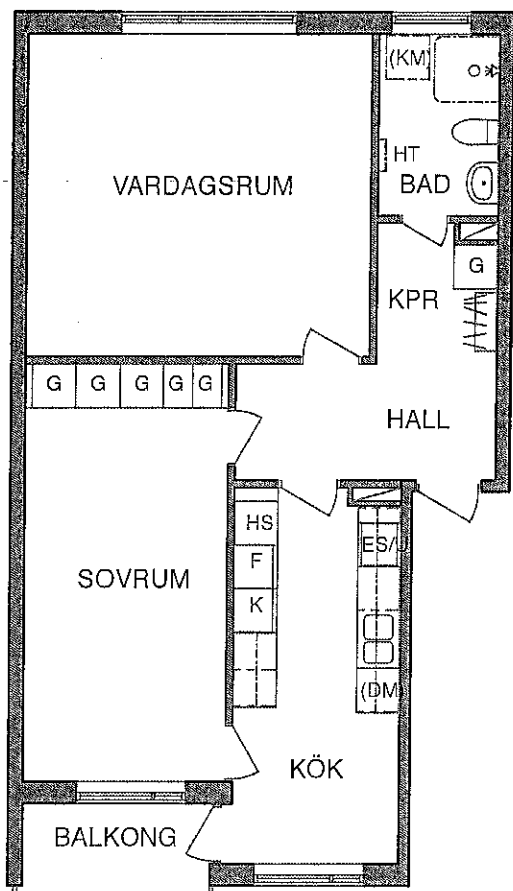 (KM)
HT
VARDAGSRUM
BAD
G
KPR
G G G G G
HALL
HS
ES/U
F
SOVRUM
K
(DM)
KÖK
BALKONG